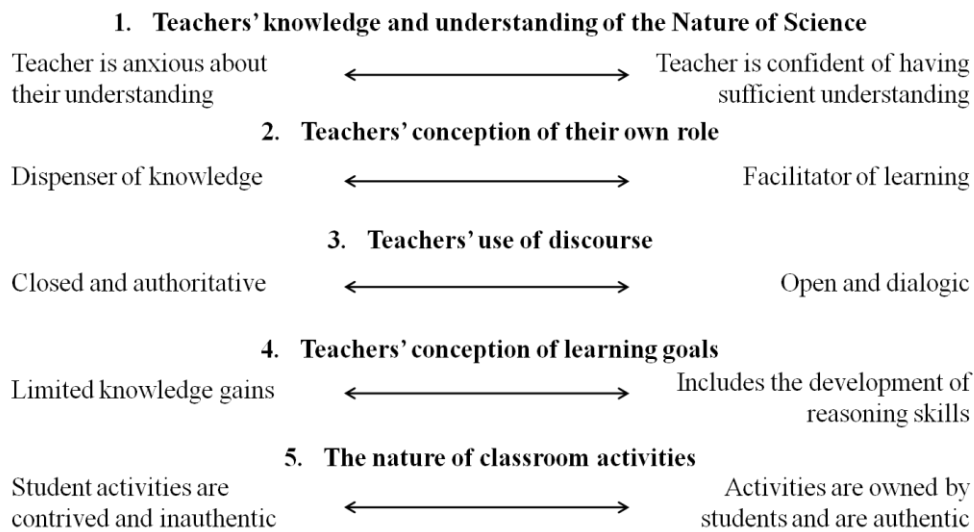 1. Teachers' knowledge and understanding of the Nature of Science
Teacher is anxious about
their understanding
Teacher is confident of having
sufficient understanding
2. Teachers' conception of their own role
Dispenser of knowledge
Facilitator of learning
3. Teachers' use of discourse
Closed and authoritative
Open and dialogic
4. Teachers' conception of learning goals
Limited knowledge gains
Includes the development of
reasoning skills
5. The nature of classroom activities
Student activities are
contrived and inauthentic
Activities are owned by
students and are authentic